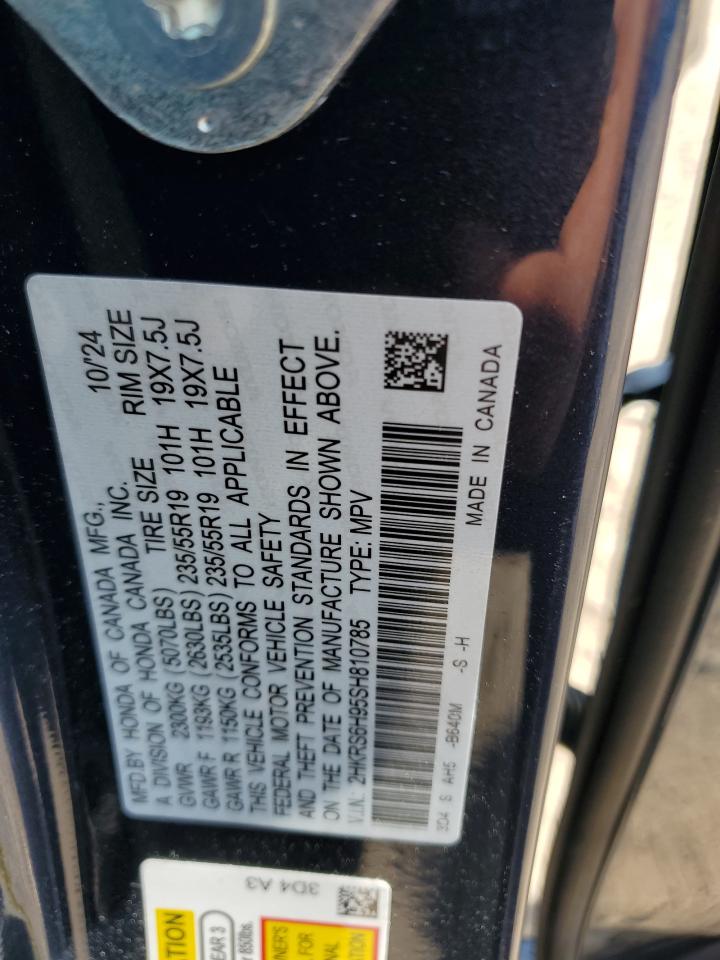 MFD.BY HONDA OF CANADA MFG., 10/'24
A DIVISION OF HONDA CANADA INC.
TIRE SIZE RIM SIZE
GVWR 2300KG (5070LBS)
GAWR F 1193KG (2630LBS) 235/55R19 101H 19X7.5J
GAWR R 1150KG (2535LBS) 235/55R19 101H 19X7.5J
THIS VEHICLE CONFORMS TO ALL APPLICABLE
FEDERAL MOTOR VEHICLE SAFETY
AND THEFT PREVENTION STANDARDS IN EFFECT
ON THE DATE OF MANUFACTURE SHOWN ABOVE.
V.I.N.: 2HKRS6H95SH810785 TYPE: MPV
3D4 S AH5 -B640M -S -H
MADE IN CANADA
3D4 A3